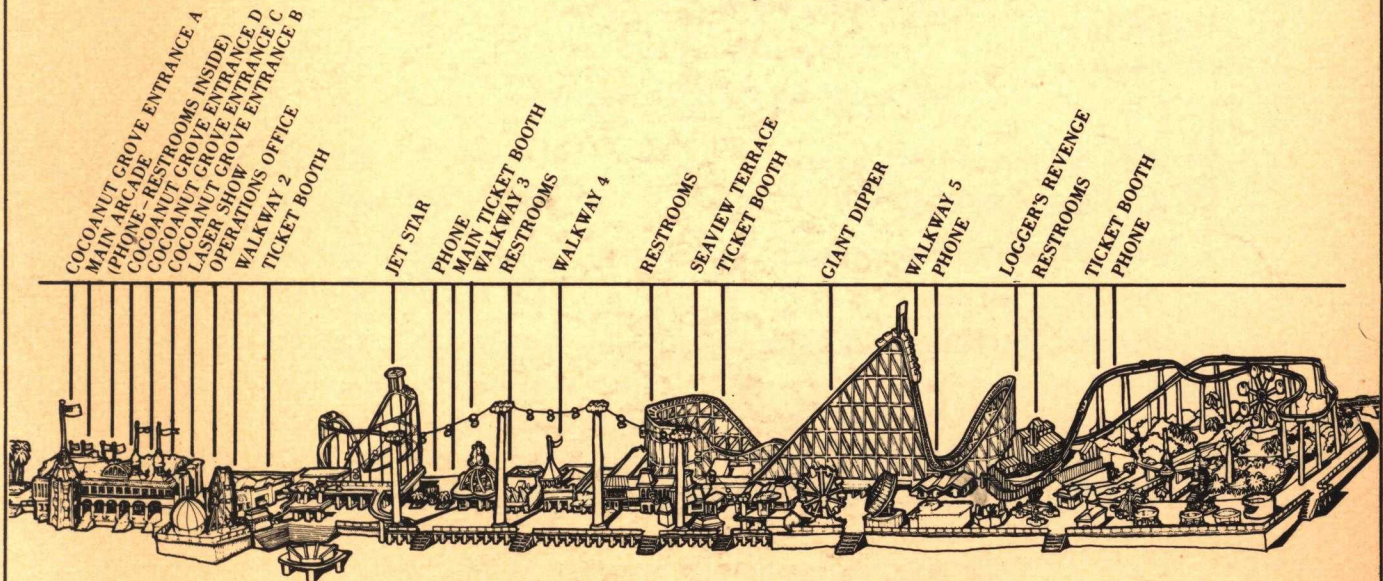 COCOANUT GROVE ENTRANCE A
MAIN ARCADE
(PHONE-RESTROOMS INSIDE)
COCOANUT GROVE ENTRANCE D
COCOANUT GROVE ENTRANCE C
COCOANUT GROVE ENTRANCE B
LASER SHOW
OPERATIONS OFFICE
WALKWAY 2
TICKET BOOTH
JET STAR
PHONE
MAIN TICKET BOOTH
WALKWAY 3
RESTROOMS
WALKWAY 4
RESTROOMS
SEAVIEW TERRACE
TICKET BOOTH
GIANT DIPPER
WALKWAY 5
PHONE
LOGGER'S REVENGE
RESTROOMS
TICKET BOOTH
PHONE